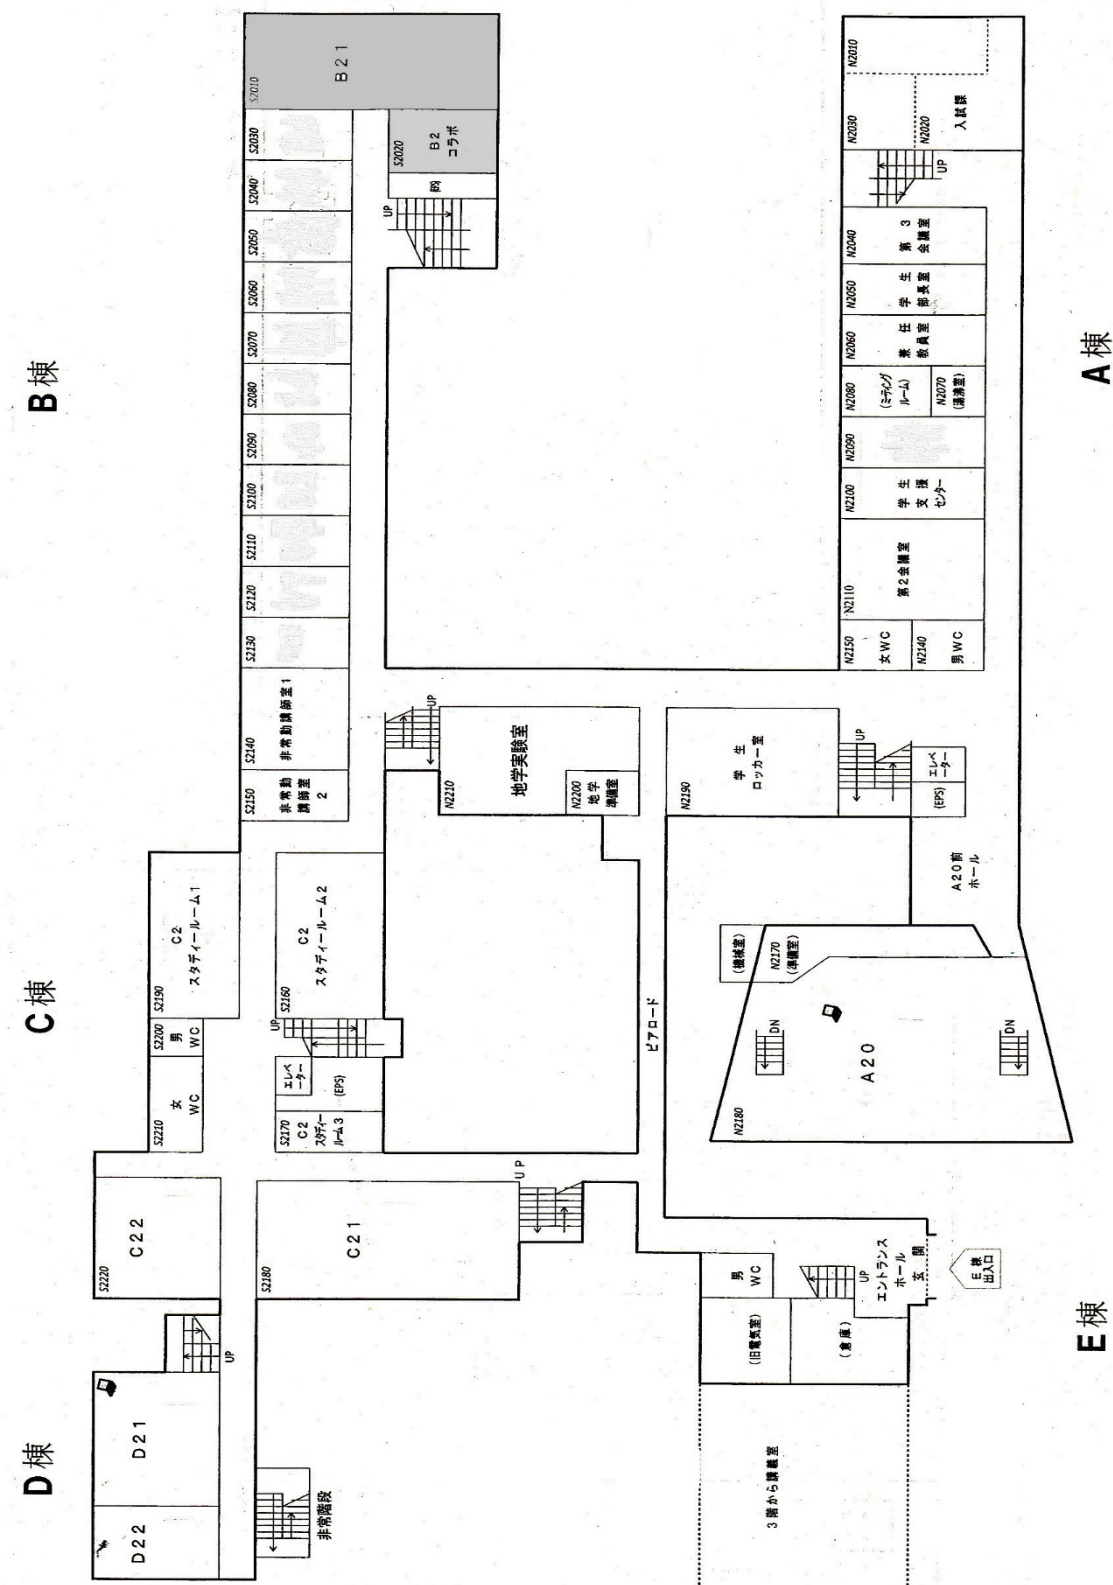 B棟
S2010
B21
S2020
B2
コラボ
(EPS)
UP
S2030
S2040
S2050
S2060
S2070
S2080
S2090
S2100
S2110
S2120
S2130
S2140
非常勤講師室1
S2150
非常勤
講師室
2
UP
A棟
N2010
N2030
N2020
入試課
UP
N2040
第3
会議室
N2050
学生
部長室
N2060
兼任
教員室
N2080
(ミーティング
ルーム)
N2070
(湯沸室)
N2090
N2100
学生
支援
センター
N2110
第2会議室
N2150
女WC
N2140
男WC
N2210
地学実験室
N2200
地学
準備室
N2190
学生
ロッカー室
UP
エレベ
ーター
(EPS)
A20前
ホール
(機械室)
N2170
(準備室)
DN
DN
A20
N2180
ピアロード
C棟
S2190
C2
スタディールーム1
S2160
C2
スタディールーム2
S2200
男
WC
S2210
女
WC
UP
エレベ
ーター
(EPS)
S2170
C2
スタディー
ルーム3
S2220
C22
S2180
C21
UP
D棟
UP
D21
D22
非常階段
E棟
男
WC
UP
エントランス
ホール
玄関
E棟
出入口
(旧電気室)
(倉庫)
3階から講義室